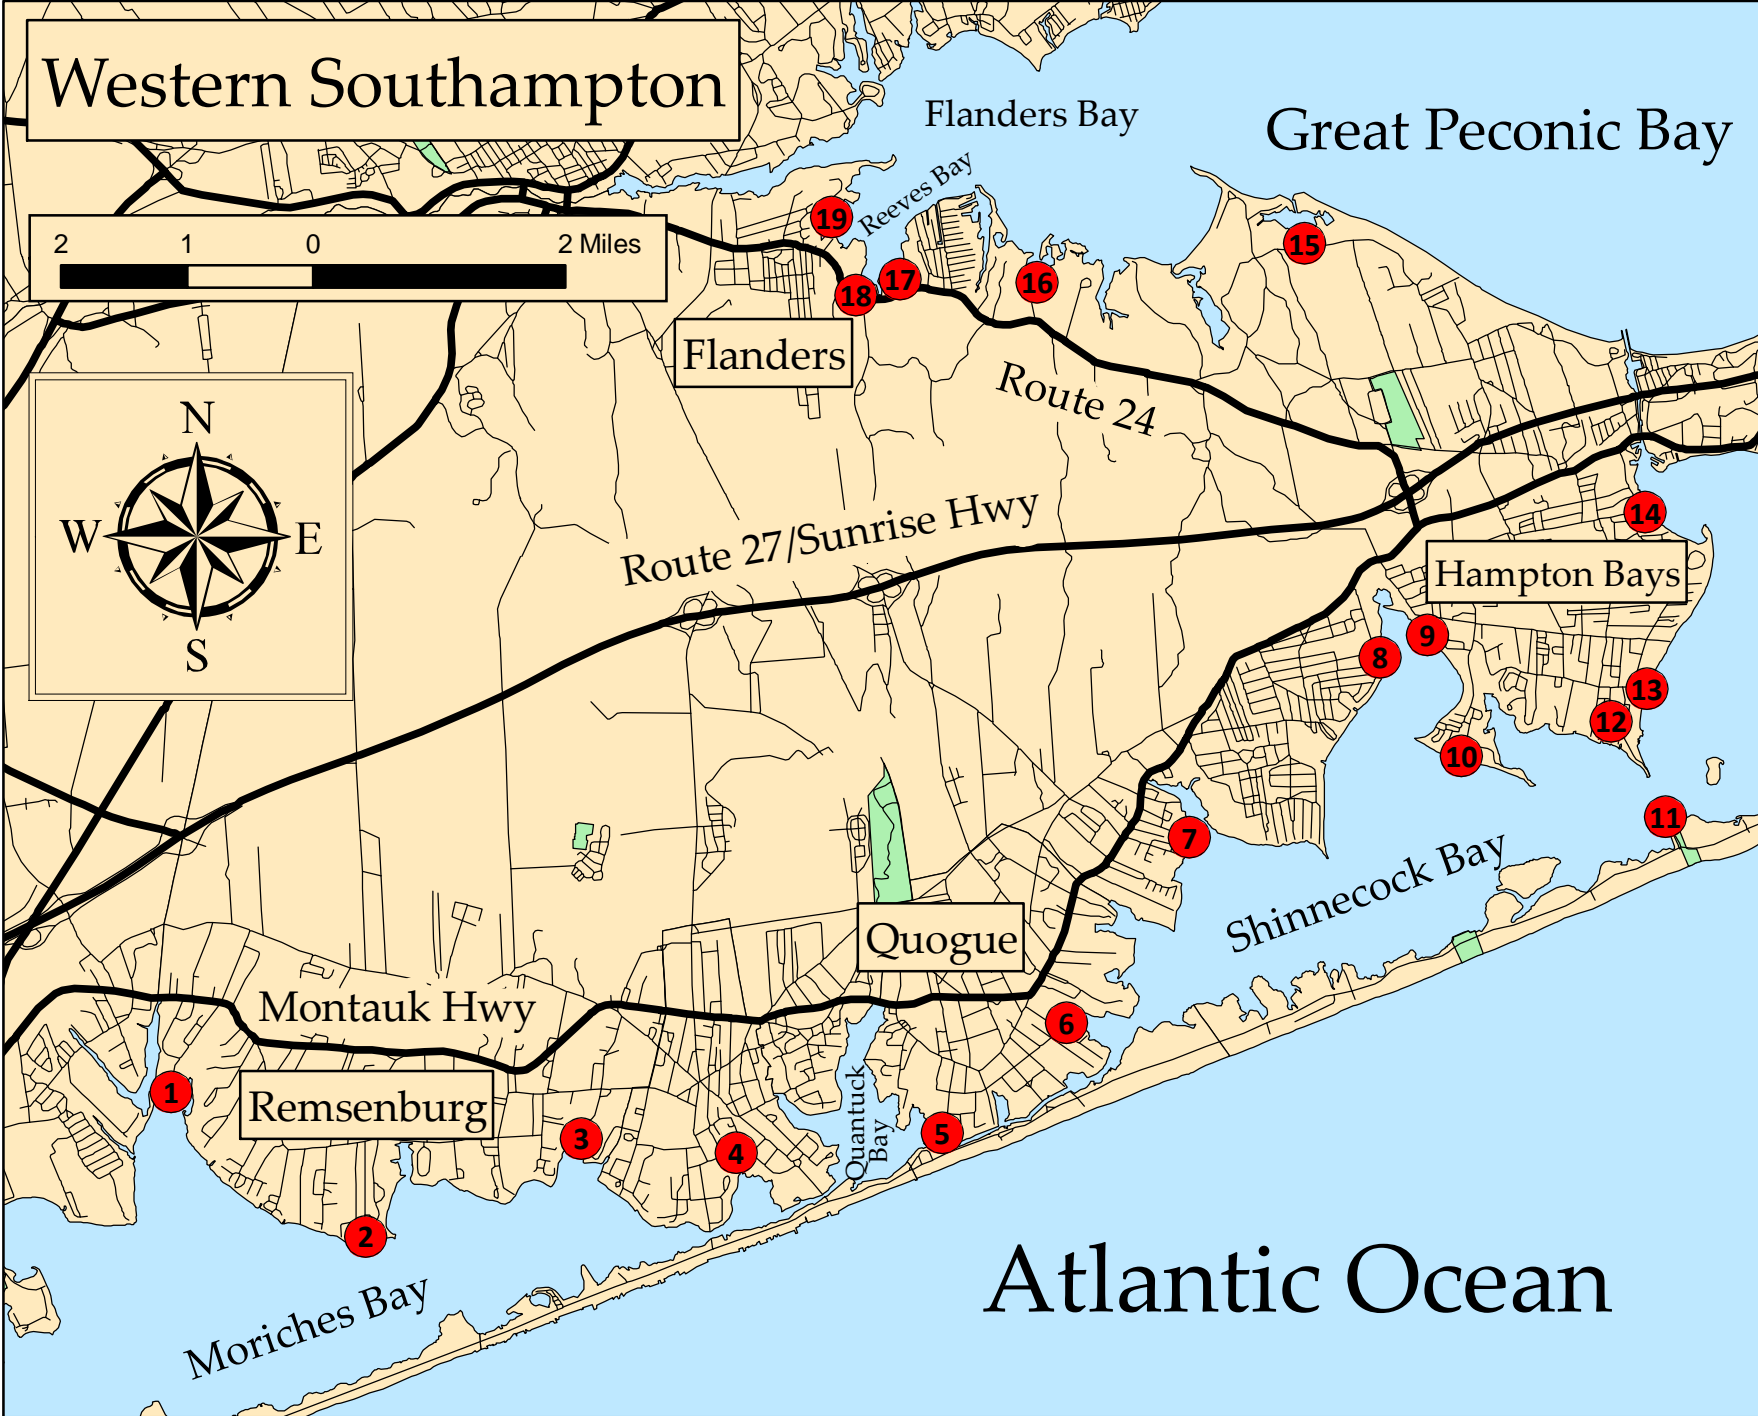 Western Southampton
Flanders Bay
Great Peconic Bay
Reeves Bay
19
15
2 1 0 2 Miles
17
16
18
Flanders
Route 24
N
W E
S
Route 27/Sunrise Hwy
14
Hampton Bays
9
8
13
12
10
11
7
Shinnecock Bay
Quogue
Montauk Hwy
6
1
Remsenburg
Quantuck
Bay
3
4
5
2
Moriches Bay
Atlantic Ocean